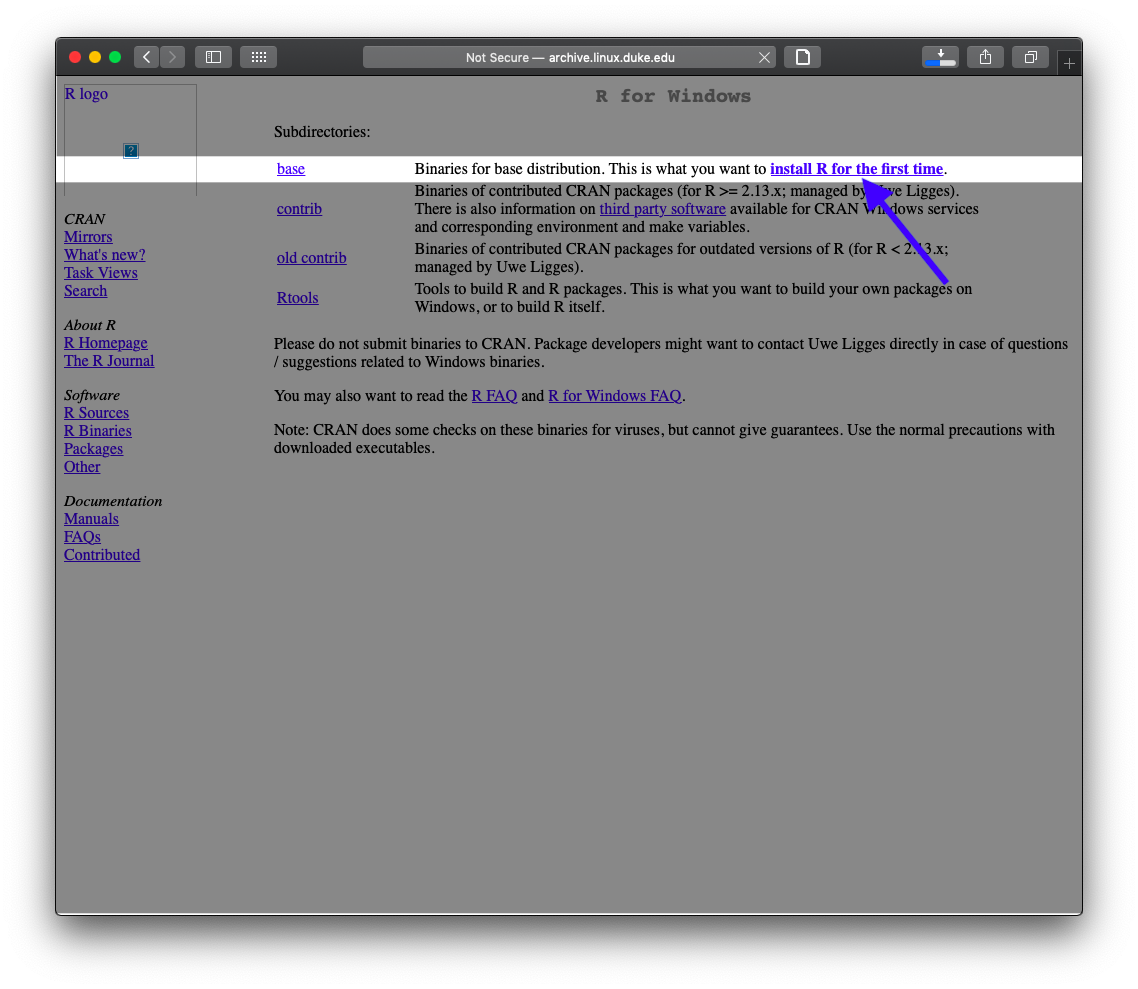 Not Secure — archive.linux.duke.edu
R logo
R for Windows
Subdirectories:
base
Binaries for base distribution. This is what you want to install R for the first time.
contrib
Binaries of contributed CRAN packages (for R >= 2.13.x; managed by Uwe Ligges).
There is also information on third party software available for CRAN Windows services
and corresponding environment and make variables.
old contrib
Binaries of contributed CRAN packages for outdated versions of R (for R < 2.13.x;
managed by Uwe Ligges).
Rtools
Tools to build R and R packages. This is what you want to build your own packages on
Windows, or to build R itself.
Please do not submit binaries to CRAN. Package developers might want to contact Uwe Ligges directly in case of questions
/ suggestions related to Windows binaries.
You may also want to read the R FAQ and R for Windows FAQ.
Note: CRAN does some checks on these binaries for viruses, but cannot give guarantees. Use the normal precautions with
downloaded executables.
CRAN
Mirrors
What's new?
Task Views
Search
About R
R Homepage
The R Journal
Software
R Sources
R Binaries
Packages
Other
Documentation
Manuals
FAQs
Contributed